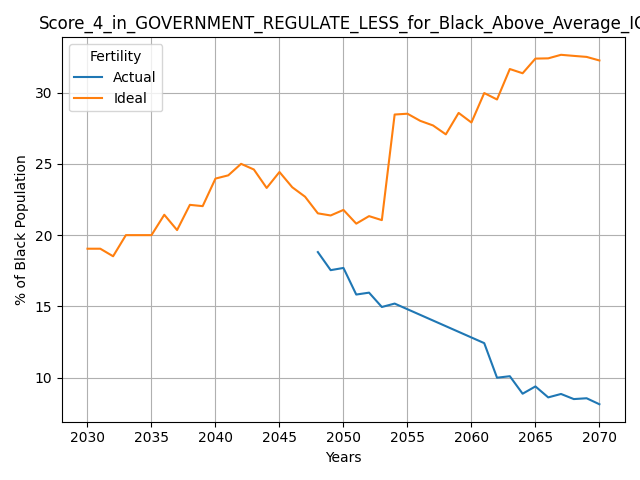 Score_4_in_GOVERNMENT_REGULATE_LESS_for_Black_Above_Average_IQ
Fertility
Actual
Ideal
% of Black Population
30
25
20
15
10
2030 2035 2040 2045 2050 2055 2060 2065 2070
Years